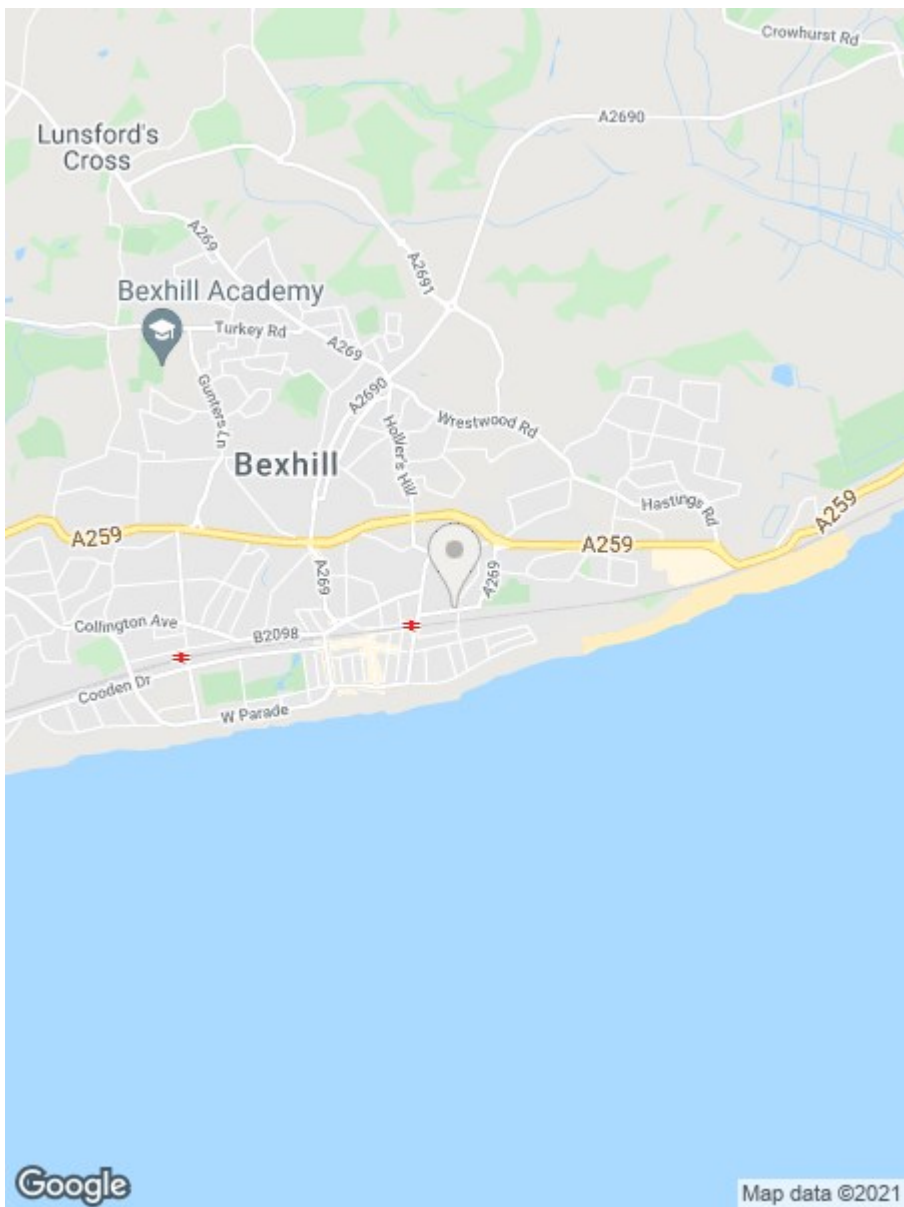 Crowhurst Rd
A2690
Lunsford's
Cross
A269
A2691
Bexhill Academy
Turkey Rd
A269
A2690
Gunters Ln
Hollier's Hill
Wrestwood Rd
Bexhill
Hastings Rd
A259
A259
A259
A269
A269
Collington Ave
B2098
Cooden Dr
W Parade
Google
Map data ©2021